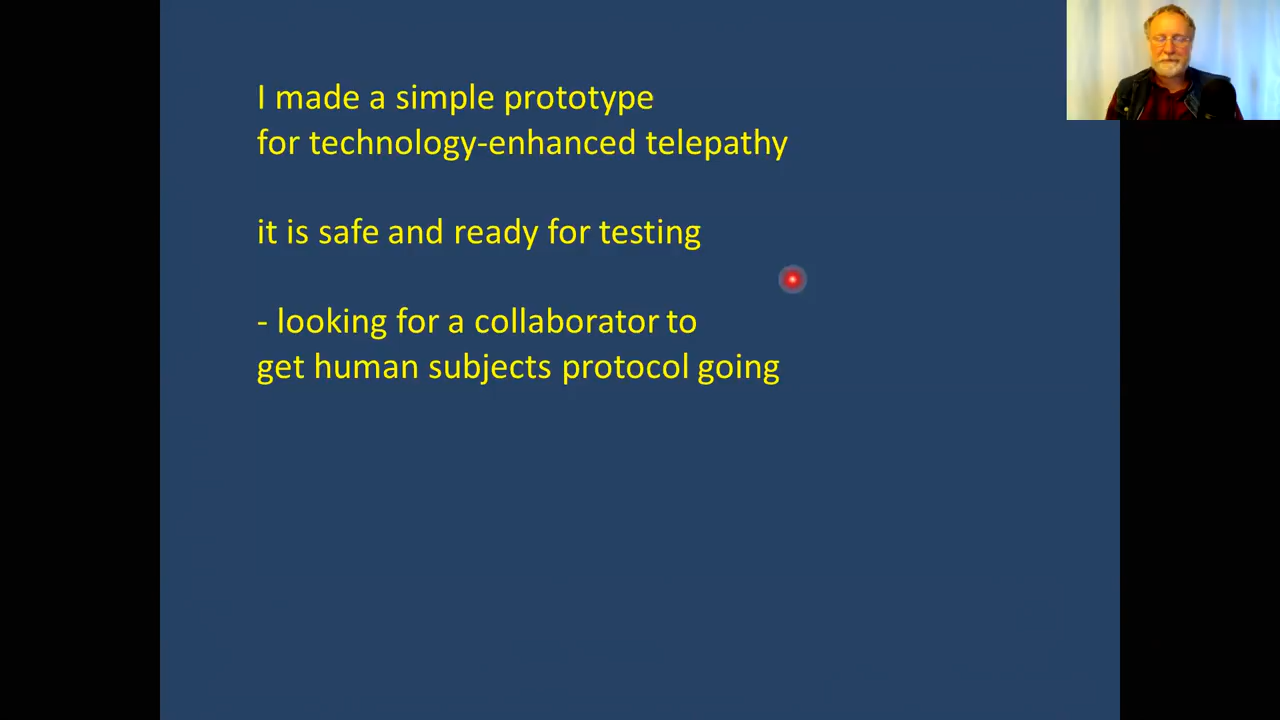 I made a simple prototype
for technology-enhanced telepathy
it is safe and ready for testing
- looking for a collaborator to
get human subjects protocol going